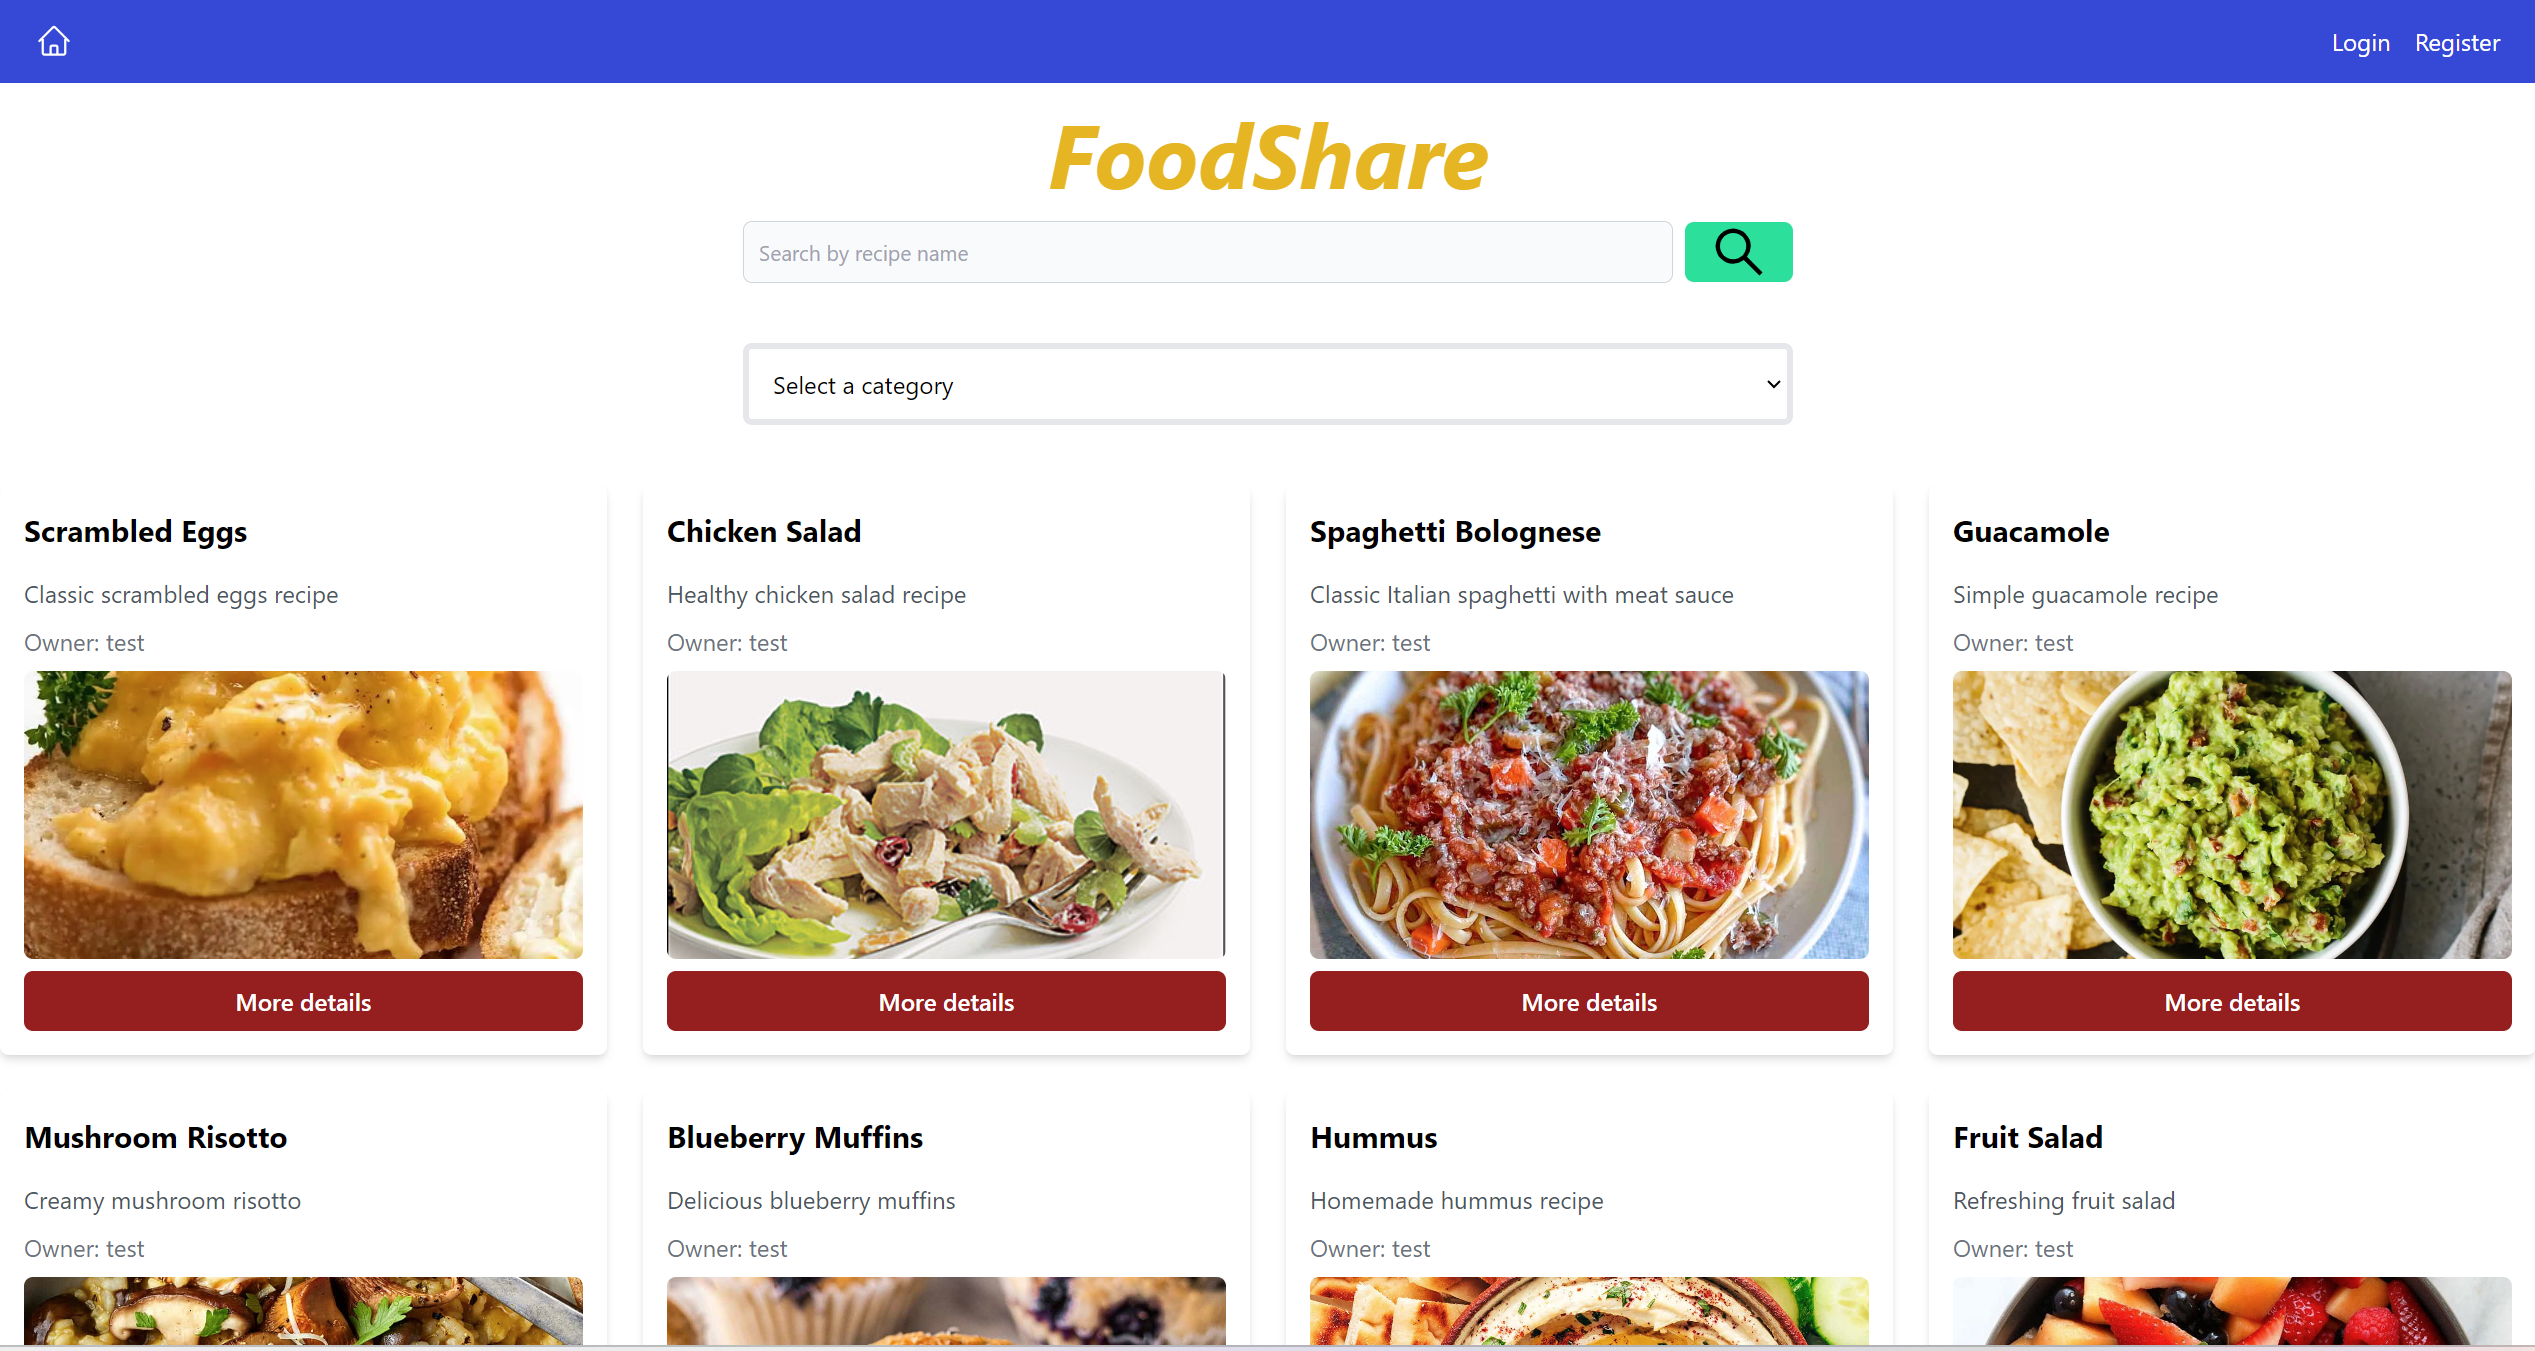 Login Register
FoodShare
Search by recipe name
Select a category
Scrambled Eggs
Classic scrambled eggs recipe
Owner: test
More details
Chicken Salad
Healthy chicken salad recipe
Owner: test
More details
Spaghetti Bolognese
Classic Italian spaghetti with meat sauce
Owner: test
More details
Guacamole
Simple guacamole recipe
Owner: test
More details
Mushroom Risotto
Creamy mushroom risotto
Owner: test
Blueberry Muffins
Delicious blueberry muffins
Owner: test
Hummus
Homemade hummus recipe
Owner: test
Fruit Salad
Refreshing fruit salad
Owner: test